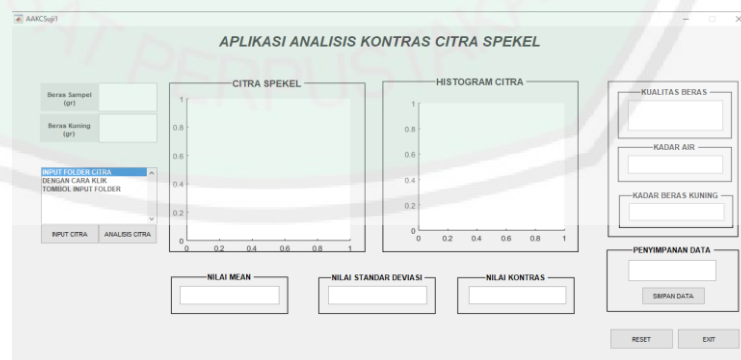 AAKCSuji1
APLIKASI ANALISIS KONTRAS CITRA SPEKEL
Beras Sampel
(gr)
Beras Kuning
(gr)
INPUT FOLDER CITRA
DENGAN CARA KLIK
TOMBOL INPUT FOLDER
INPUT CITRA
ANALISIS CITRA
CITRA SPEKEL
1
0.8
0.6
0.4
0.2
0
0 0.2 0.4 0.6 0.8 1
HISTOGRAM CITRA
1
0.8
0.6
0.4
0.2
0
0 0.2 0.4 0.6 0.8 1
NILAI MEAN
NILAI STANDAR DEVIASI
NILAI KONTRAS
KUALITAS BERAS
KADAR AIR
KADAR BERAS KUNING
PENYIMPANAN DATA
SIMPAN DATA
RESET
EXIT